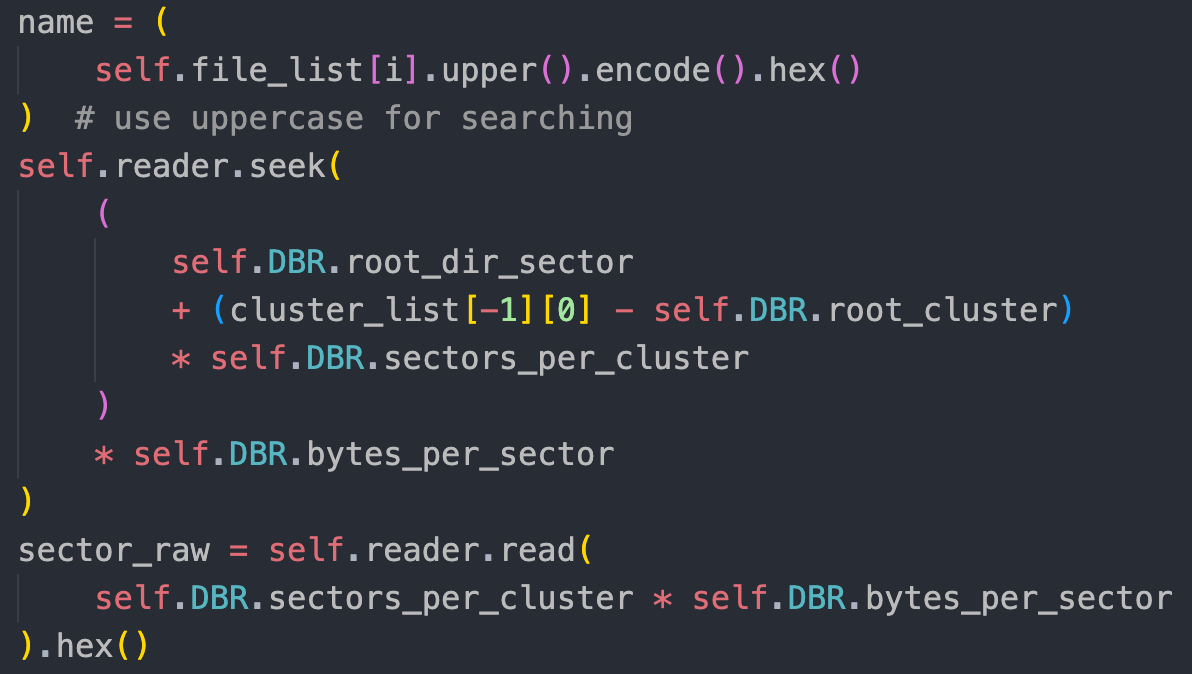 name = (
    self.file_list[i].upper().encode().hex()
)  # use uppercase for searching
self.reader.seek(
    (
        self.DBR.root_dir_sector
        + (cluster_list[-1][0] - self.DBR.root_cluster)
        * self.DBR.sectors_per_cluster
    )
    * self.DBR.bytes_per_sector
)
sector_raw = self.reader.read(
    self.DBR.sectors_per_cluster * self.DBR.bytes_per_sector
).hex()